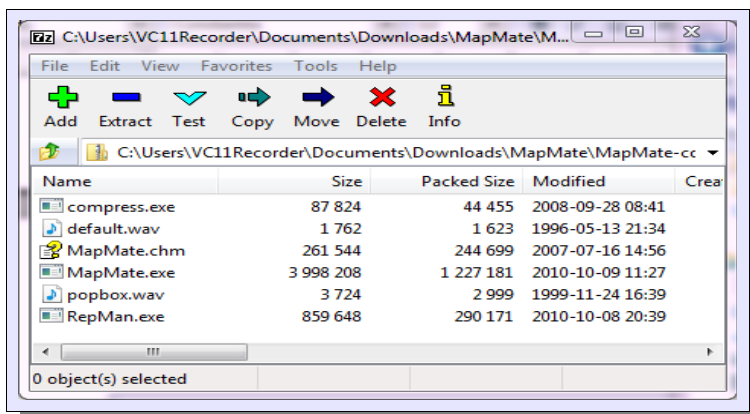 7z C:\Users\VC11Recorder\Documents\Downloads\MapMate\M...
File Edit View Favorites Tools Help
Add Extract Test Copy Move Delete Info
C:\Users\VC11Recorder\Documents\Downloads\MapMate\MapMate-cc
Name Size Packed Size Modified Crea
compress.exe 87 824 44 455 2008-09-28 08:41
default.wav 1 762 1 623 1996-05-13 21:34
MapMate.chm 261 544 244 699 2007-07-16 14:56
MapMate.exe 3 998 208 1 227 181 2010-10-09 11:27
popbox.wav 3 724 2 999 1999-11-24 16:39
RepMan.exe 859 648 290 171 2010-10-08 20:39
0 object(s) selected